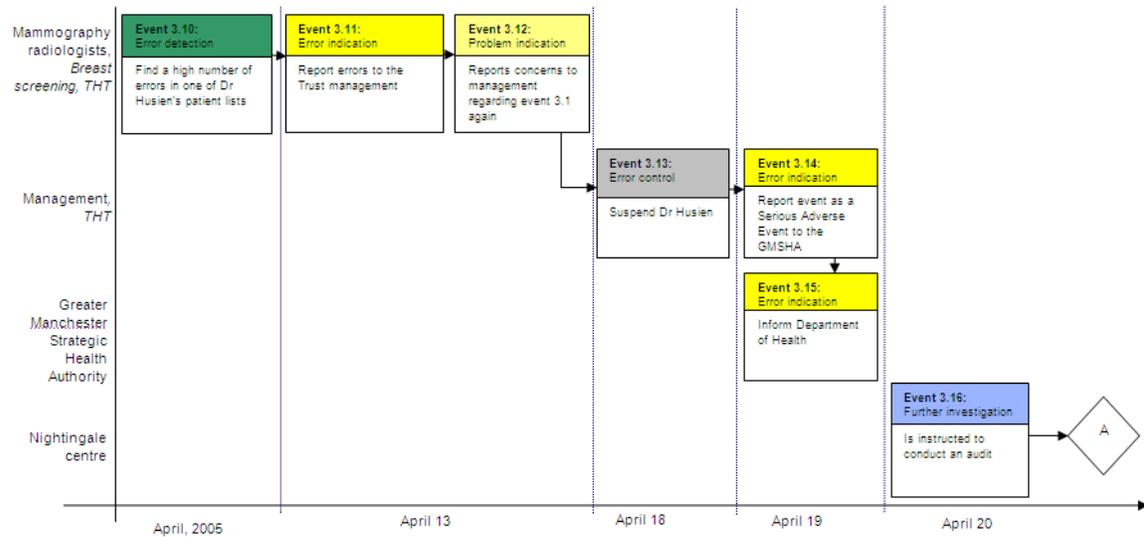 Mammography
radiologists,
Breast
screening, THT
Event 3.10:
Error detection
Find a high number of
errors in one of Dr
Husien's patient lists
Event 3.11:
Error indication
Report errors to the
Trust management
Event 3.12:
Problem indication
Reports concerns to
management
regarding event 3.1
again
Management,
THT
Event 3.13:
Error control
Suspend Dr Husien
Event 3.14:
Error indication
Report event as a
Serious Adverse
Event to the
GMSHA
Greater
Manchester
Strategic
Health
Authority
Event 3.15:
Error indication
Inform Department
of Health
Nightingale
centre
Event 3.16:
Further investigation
Is instructed to
conduct an audit
A
April, 2005
April 13
April 18
April 19
April 20